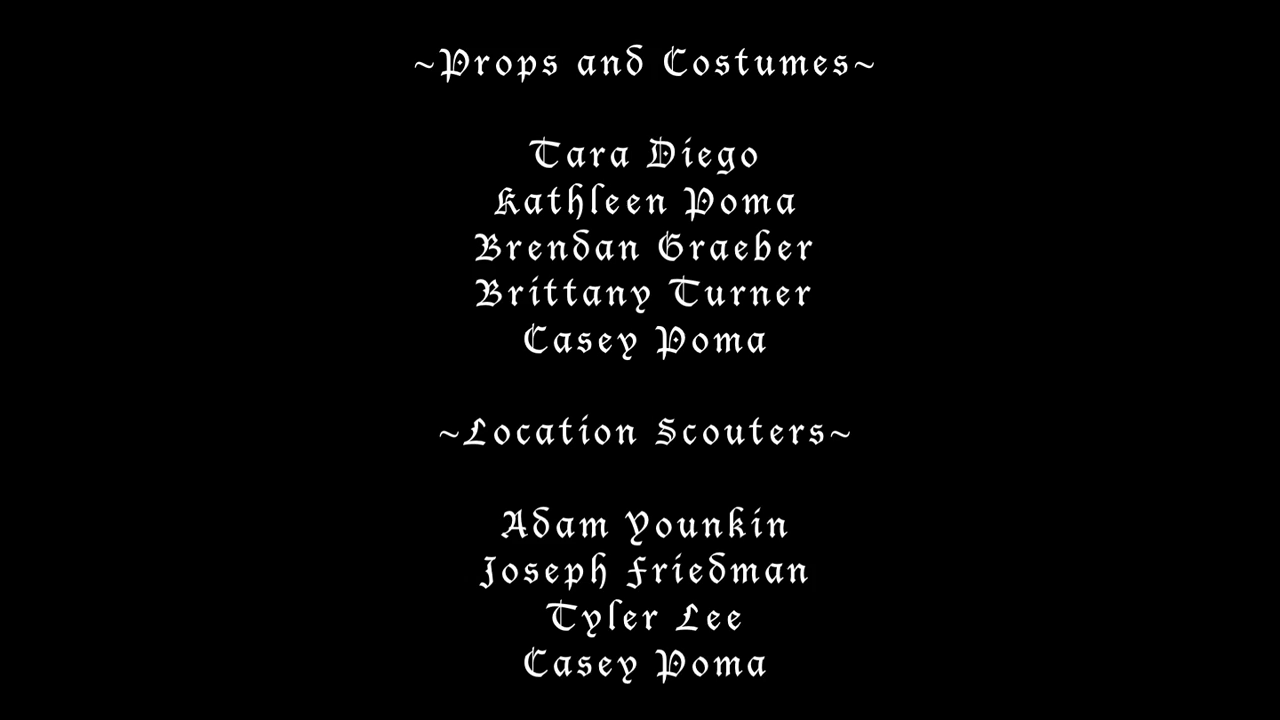 ~Props and Costumes~
Tara Diego
Kathleen Poma
Brendan Graeber
Brittany Turner
Casey Poma
~Location Scouters~
Adam Younkin
Joseph Friedman
Tyler Lee
Casey Poma